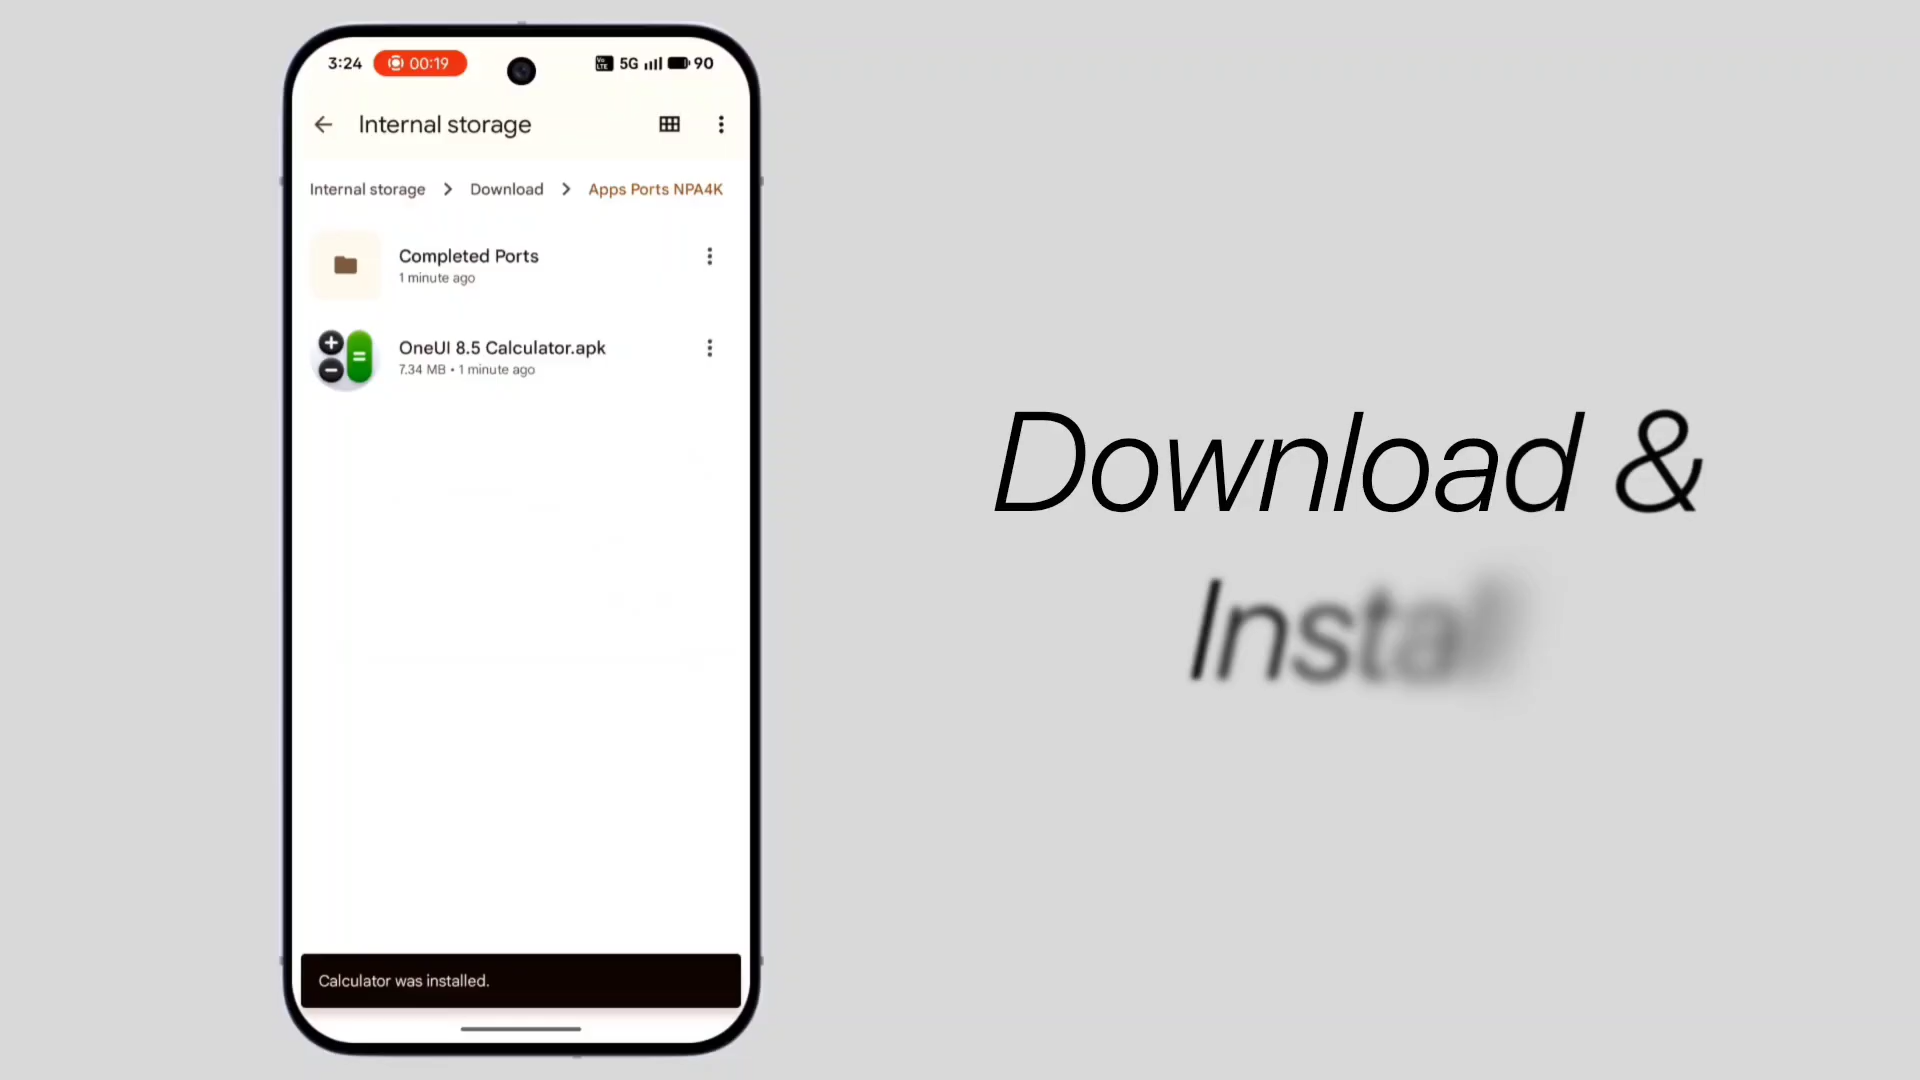 3:24 00:19 5G 90
Internal storage
Internal storage > Download > Apps Ports NPA4K
Completed Ports
1 minute ago
OneUI 8.5 Calculator.apk
7.34 MB • 1 minute ago
Calculator was installed.
Download &
Install